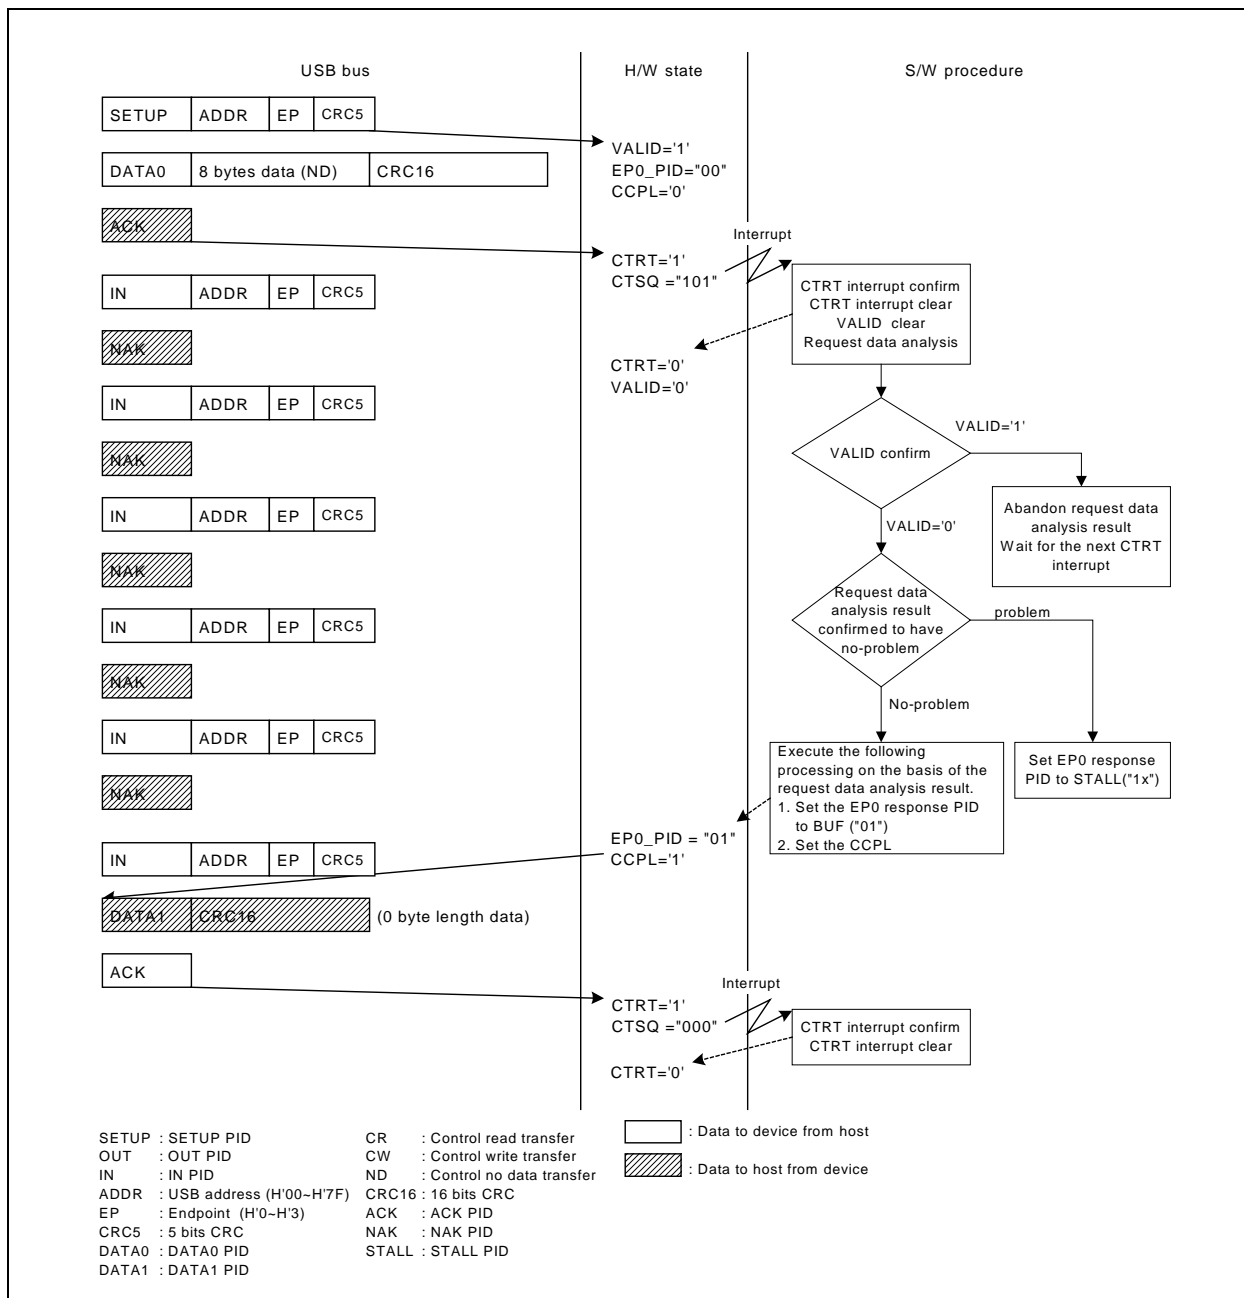 USB bus
H/W state
S/W procedure
SETUP ADDR EP CRC5
VALID='1'
EP0_PID="00"
CCPL='0'
DATA0 8 bytes data (ND) CRC16
ACK
Interrupt
CTRT='1'
CTSQ ="101"
CTRT interrupt confirm
CTRT interrupt clear
VALID clear
Request data analysis
IN ADDR EP CRC5
NAK
CTRT='0'
VALID='0'
IN ADDR EP CRC5
VALID='1'
VALID confirm
NAK
IN ADDR EP CRC5
Abandon request data
analysis result
Wait for the next CTRT
interrupt
VALID='0'
NAK
Request data
analysis result
confirmed to have
no-problem
problem
IN ADDR EP CRC5
NAK
No-problem
IN ADDR EP CRC5
Execute the following
processing on the basis of the
request data analysis result.
1. Set the EP0 response PID
to BUF ("01")
2. Set the CCPL
Set EP0 response
PID to STALL("1x")
NAK
EP0_PID = "01"
CCPL='1'
IN ADDR EP CRC5
DATA1 CRC16 (0 byte length data)
ACK
Interrupt
CTRT='1'
CTSQ ="000"
CTRT interrupt confirm
CTRT interrupt clear
CTRT='0'
SETUP : SETUP PID
OUT : OUT PID
IN : IN PID
ADDR : USB address (H'00~H'7F)
EP : Endpoint (H'0~H'3)
CRC5 : 5 bits CRC
DATA0 : DATA0 PID
DATA1 : DATA1 PID
CR : Control read transfer
CW : Control write transfer
ND : Control no data transfer
CRC16 : 16 bits CRC
ACK : ACK PID
NAK : NAK PID
STALL : STALL PID
: Data to device from host
: Data to host from device